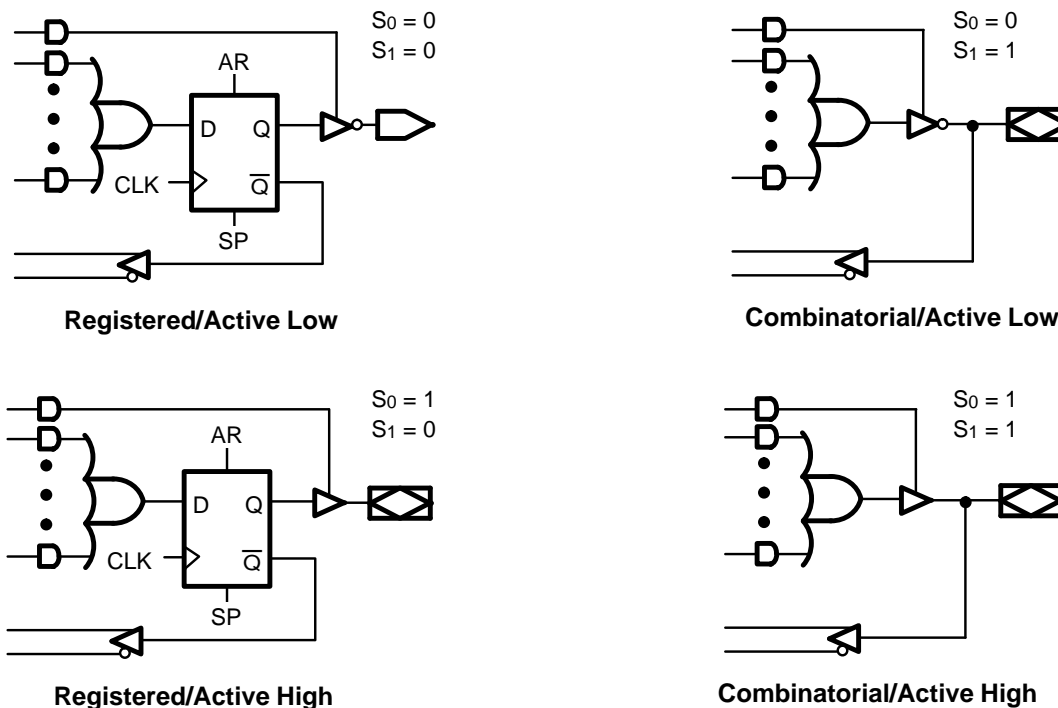 S0 = 0
S1 = 0
AR
D Q
CLK Q
SP
Registered/Active Low
S0 = 0
S1 = 1
Combinatorial/Active Low
S0 = 1
S1 = 0
AR
D Q
CLK Q
SP
Registered/Active High
S0 = 1
S1 = 1
Combinatorial/Active High